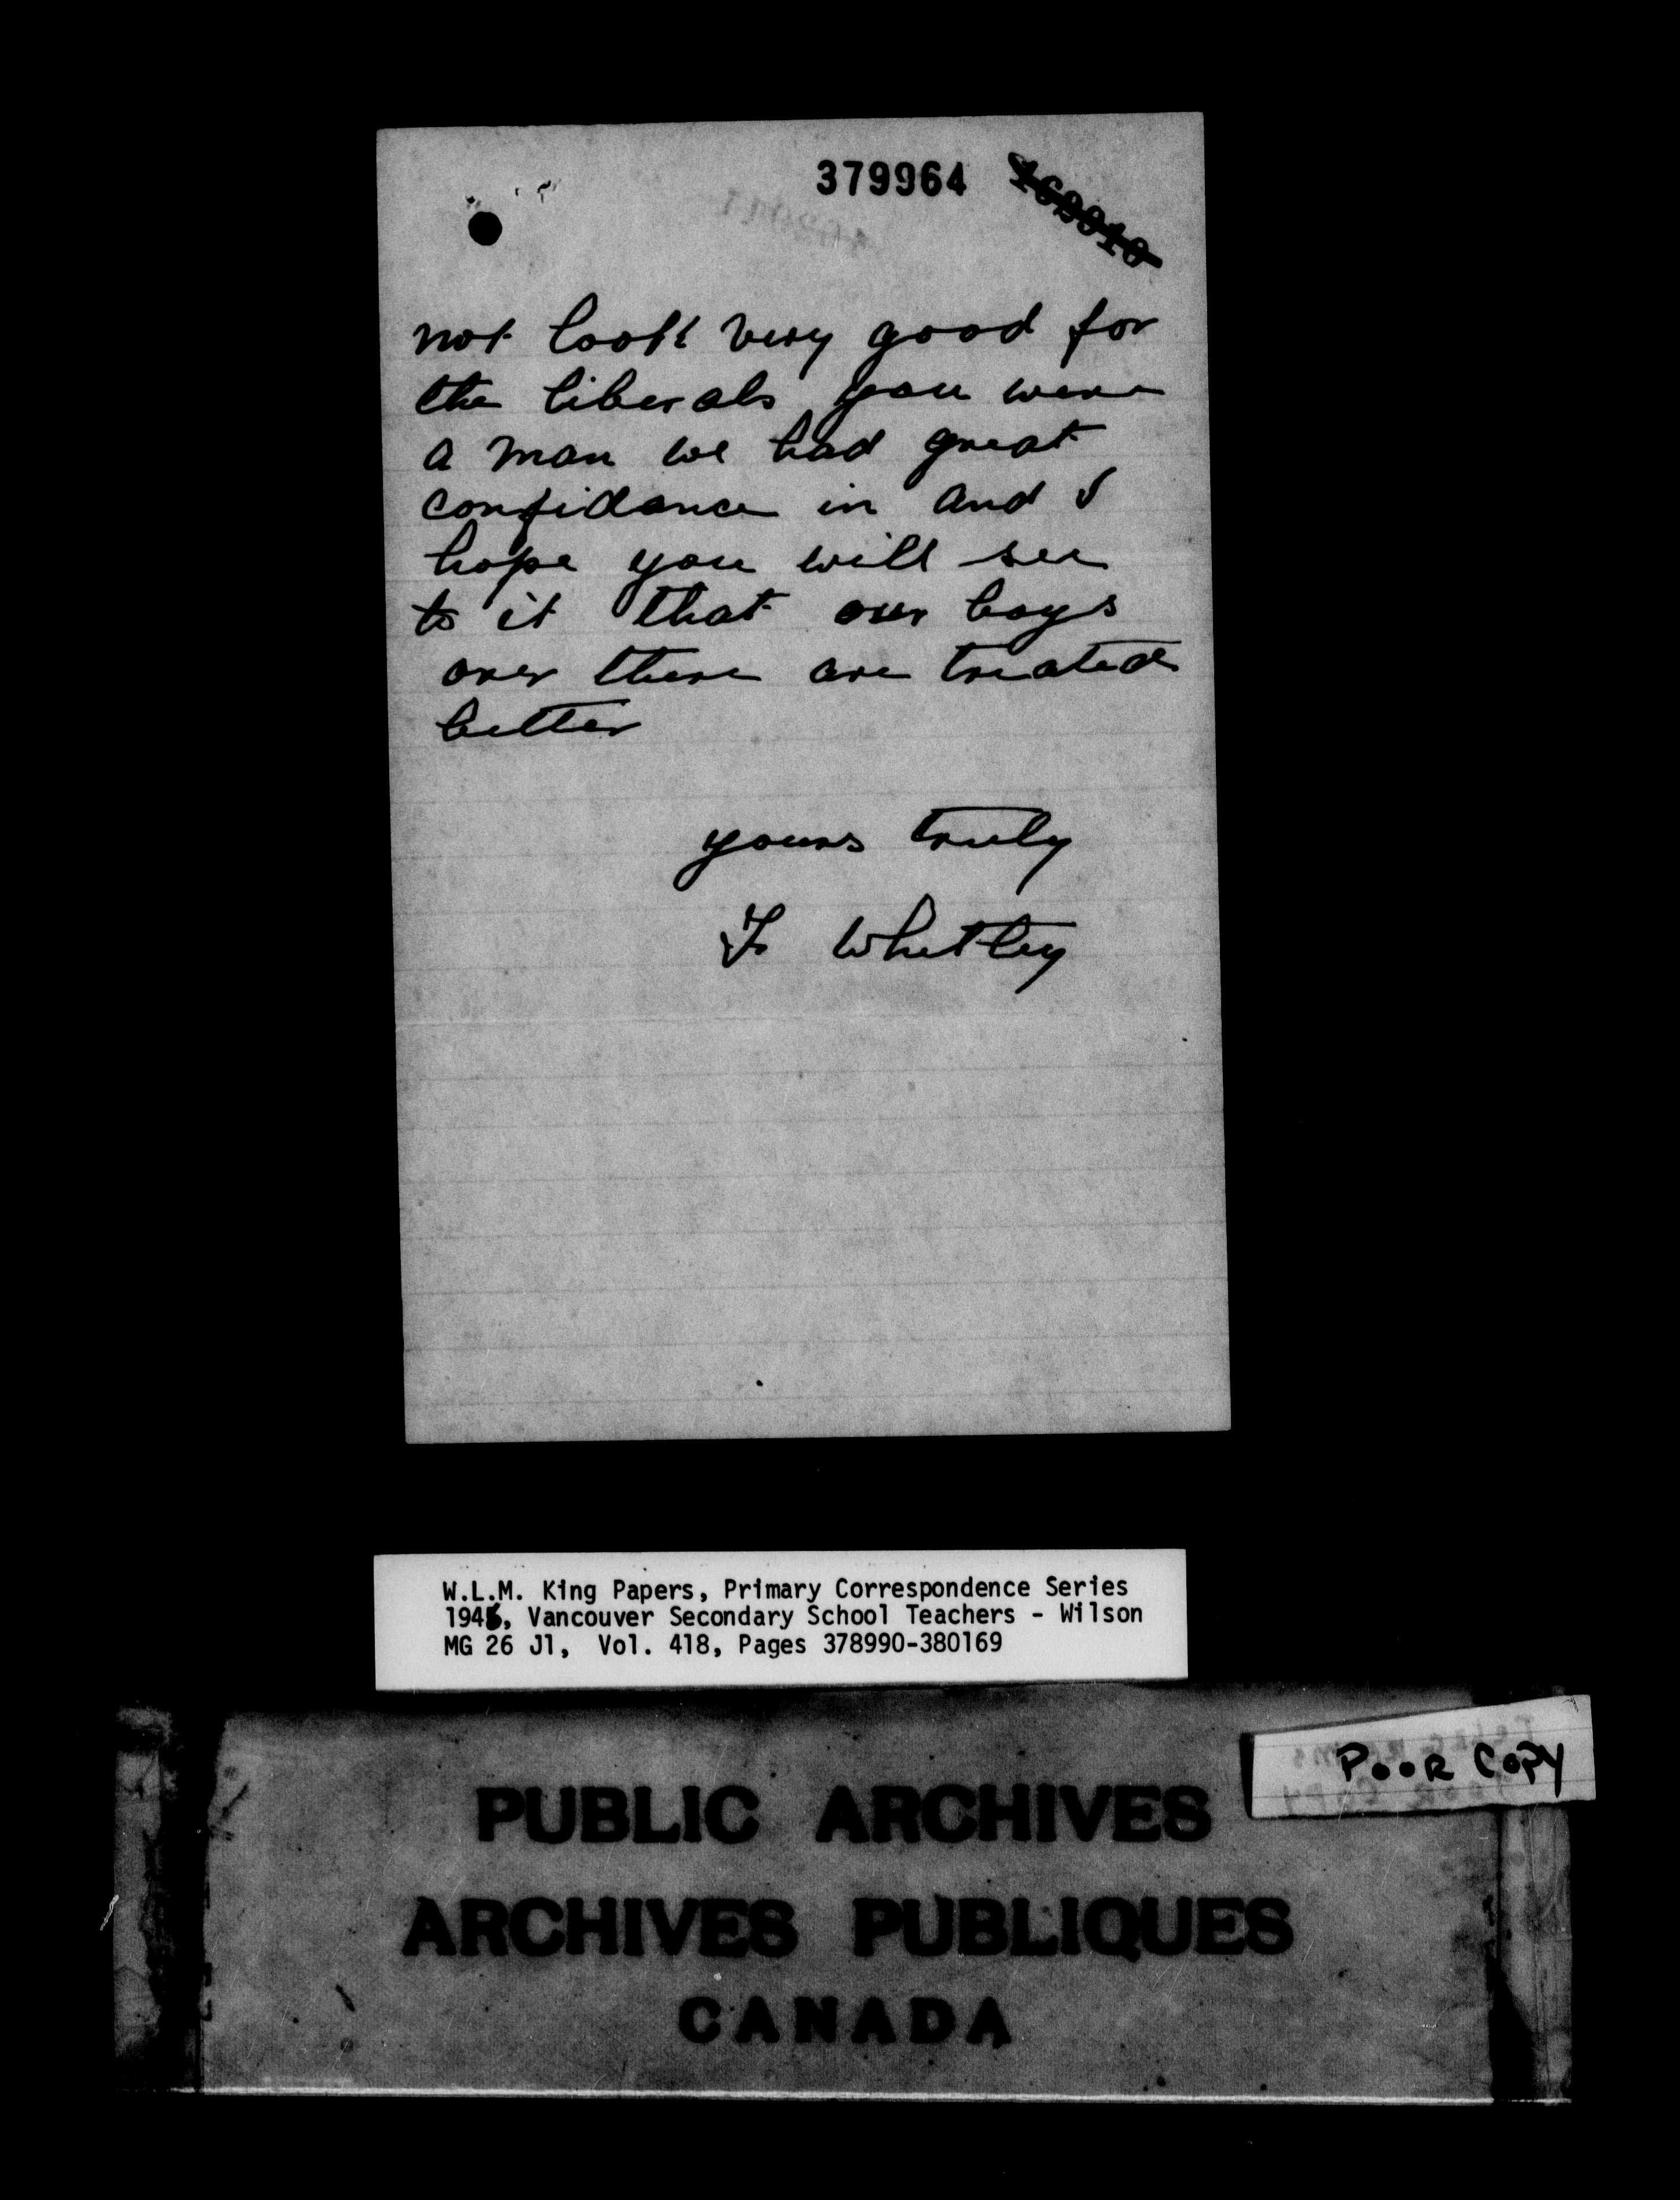 379964 169910
not look very good for
the liberals you were
a man we had great
confidance in and I
hope you will see
to it that our boys
over there are treated
better
yours truly
F Whitley
W.L.M. King Papers, Primary Correspondence Series
1946, Vancouver Secondary School Teachers - Wilson
MG 26 J1, Vol. 418, Pages 378990-380169
POOR COPY
PUBLIC ARCHIVES
ARCHIVES PUBLIQUES
CANADA